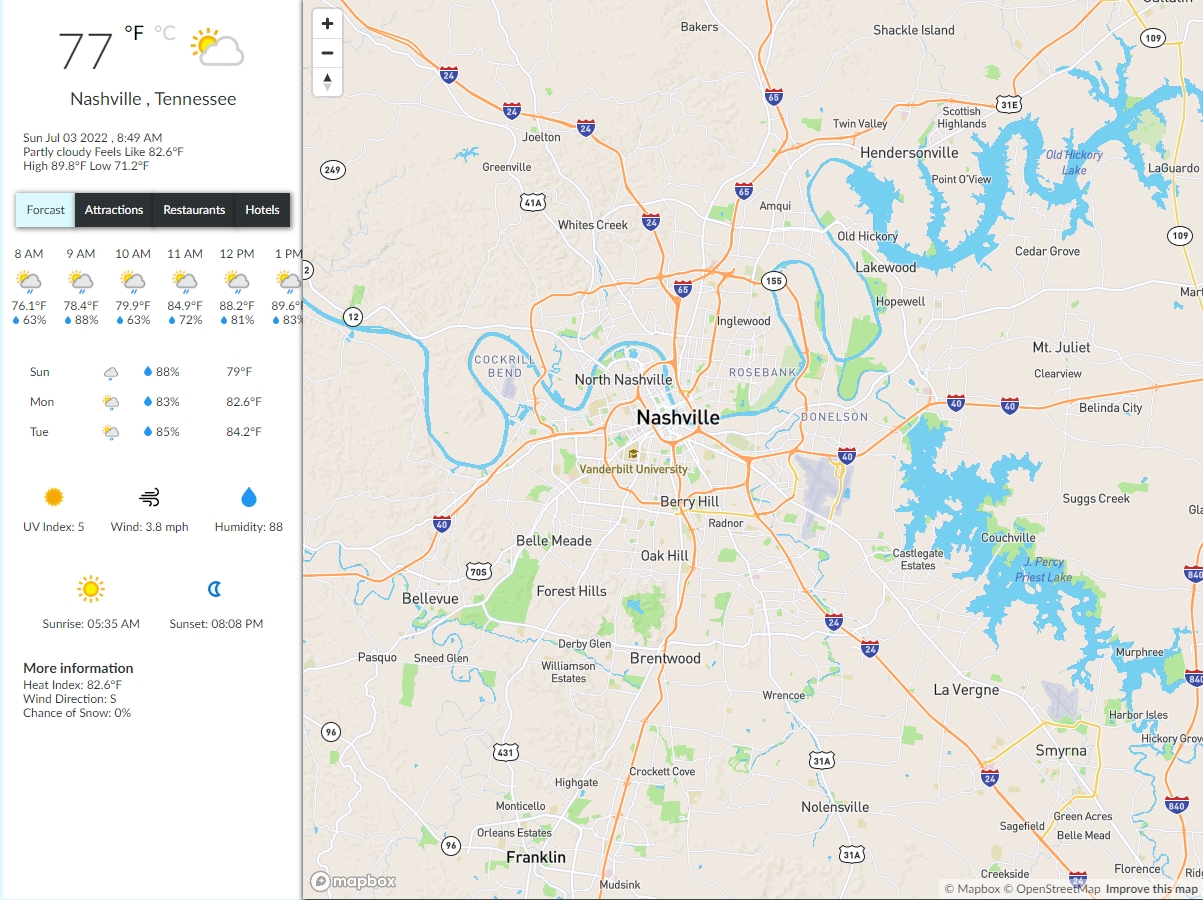 77 °F °C
Nashville , Tennessee
Sun Jul 03 2022 , 8:49 AM
Partly cloudy Feels Like 82.6°F
High 89.8°F Low 71.2°F
Forcast Attractions Restaurants Hotels
8 AM 9 AM 10 AM 11 AM 12 PM 1 PM
76.1°F 78.4°F 79.9°F 84.9°F 88.2°F 89.6°F
63% 88% 63% 72% 81% 83%
Sun 88% 79°F
Mon 83% 82.6°F
Tue 85% 84.2°F
UV Index: 5 Wind: 3.8 mph Humidity: 88
Sunrise: 05:35 AM Sunset: 08:08 PM
More information
Heat Index: 82.6°F
Wind Direction: S
Chance of Snow: 0%
+
−
Bakers
Shackle Island
109
24
65
24
31E
Scottish
Highlands
Twin Valley
24
Joelton
Hendersonville
Old Hickory
Lake
Greenville
249
LaGuardo
Point O'View
65
41A
Amqui
Whites Creek
24
Old Hickory
109
Cedar Grove
Lakewood
2
155
65
Hopewell
12
Inglewood
Mt. Juliet
COCKRILL
BEND
ROSEBANK
Clearview
North Nashville
40
40
Belinda City
Nashville
DONELSON
40
Vanderbilt University
Berry Hill
Suggs Creek
Radnor
40
Couchville
Belle Meade
Oak Hill
Castlegate
Estates
J. Percy
Priest Lake
70S
840
Forest Hills
Bellevue
24
Derby Glen
24
Murphree
Pasquo
Sneed Glen
Brentwood
Williamson
Estates
840
La Vergne
Wrencoe
Harbor Isles
96
Hickory Grove
431
Smyrna
31A
Crockett Cove
24
Highgate
840
Monticello
Nolensville
Green Acres
Sagefield
Orleans Estates
Belle Mead
96
31A
Franklin
Florence
Creekside
24
Mudsink
mapbox
© Mapbox © OpenStreetMap Improve this map